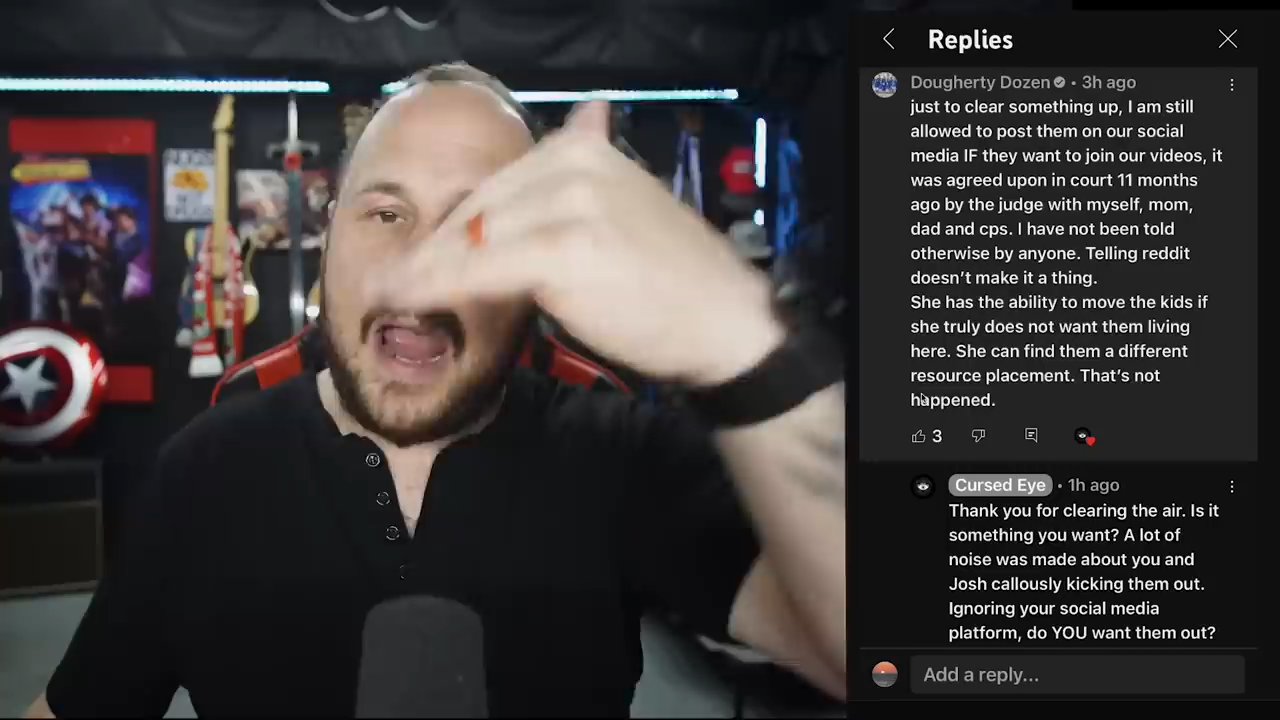 Replies
Dougherty Dozen • 3h ago
just to clear something up, I am still
allowed to post them on our social
media IF they want to join our videos, it
was agreed upon in court 11 months
ago by the judge with myself, mom,
dad and cps. I have not been told
otherwise by anyone. Telling reddit
doesn't make it a thing.
She has the ability to move the kids if
she truly does not want them living
here. She can find them a different
resource placement. That's not
happened.
3
Cursed Eye • 1h ago
Thank you for clearing the air. Is it
something you want? A lot of
noise was made about you and
Josh callously kicking them out.
Ignoring your social media
platform, do YOU want them out?
Add a reply...